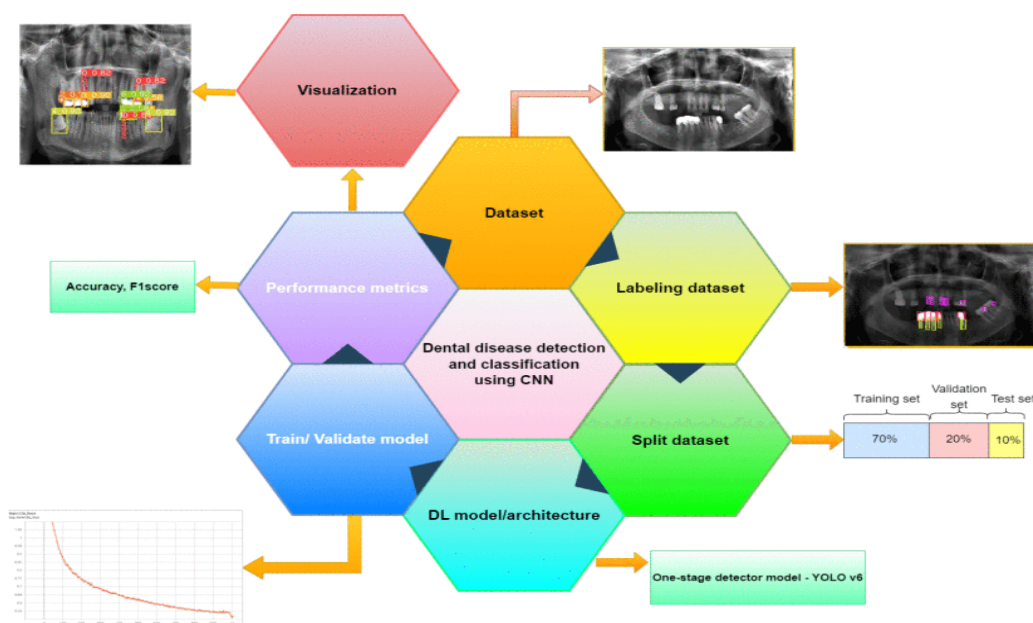 Visualization
Dataset
Performance metrics
Accuracy, F1score
Labeling dataset
Dental disease detection
and classification
using CNN
Train/ Validate model
Split dataset
Training set
Validation
set
Test set
70%
20%
10%
DL model/architecture
One-stage detector model - YOLO v6